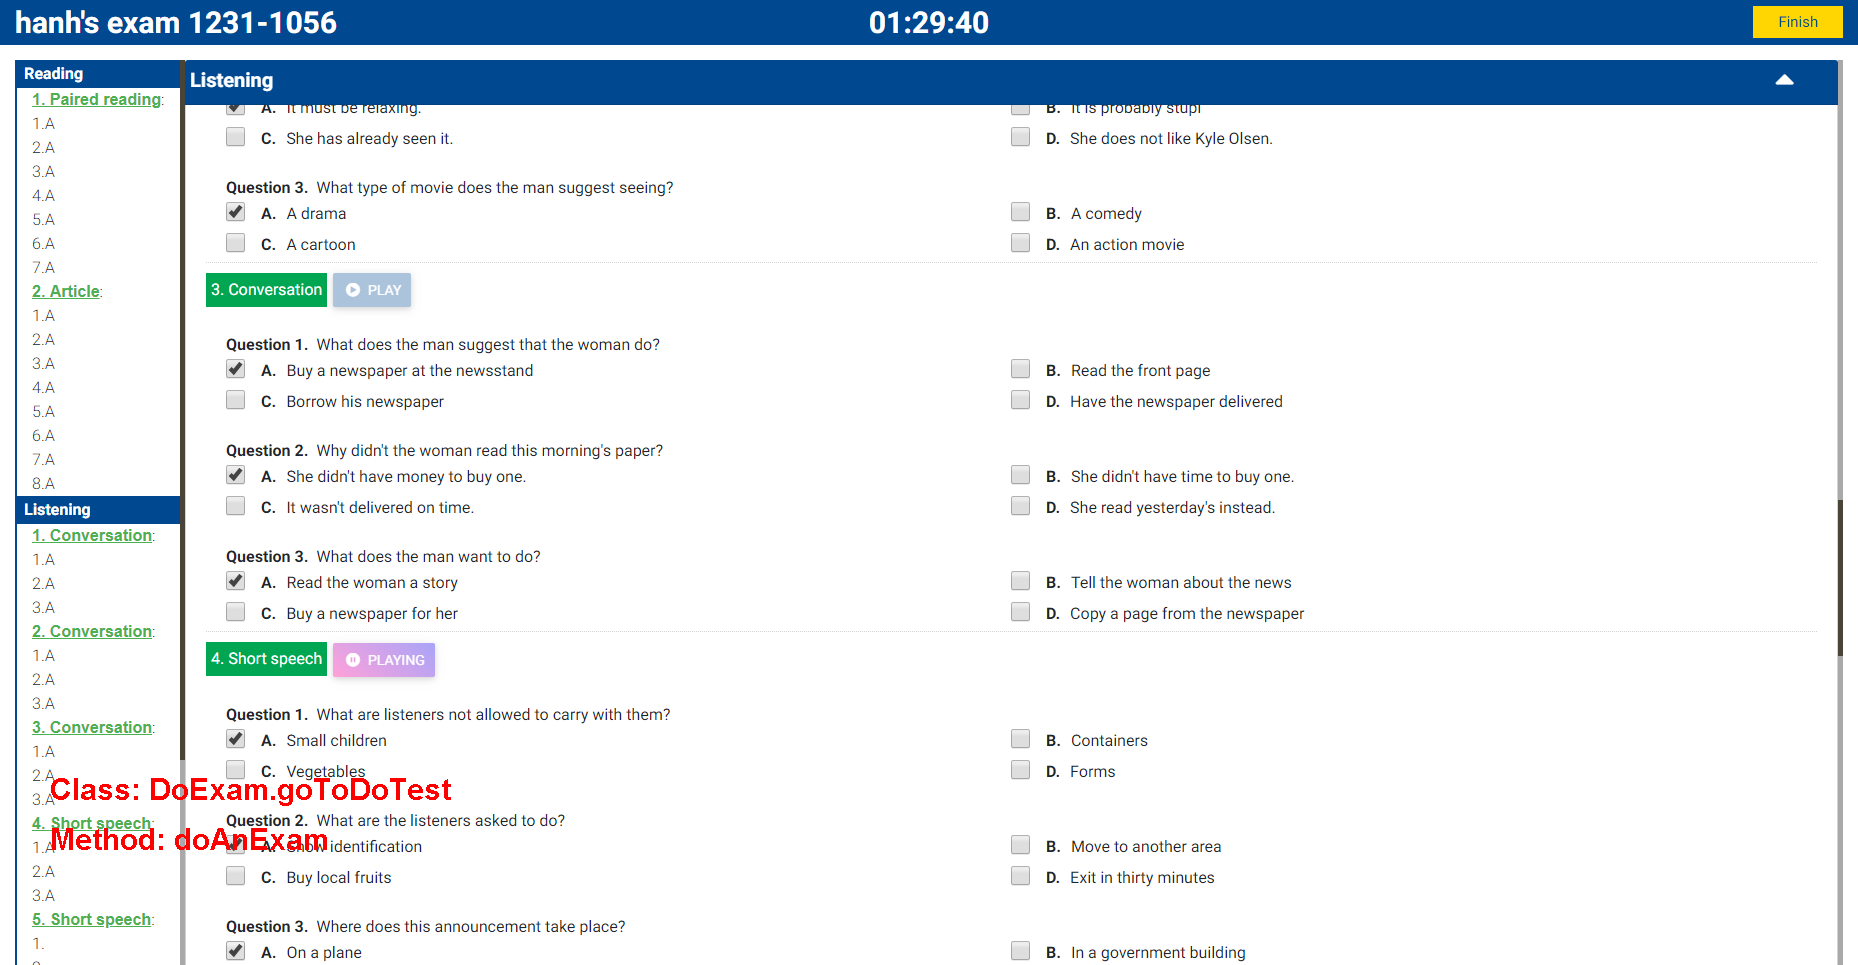 hanh's exam 1231-1056
01:29:40
Finish
Reading
1. Paired reading:
1.A
2.A
3.A
4.A
5.A
6.A
7.A
2. Article:
1.A
2.A
3.A
4.A
5.A
6.A
7.A
8.A
Listening
1. Conversation:
1.A
2.A
3.A
2. Conversation:
1.A
2.A
3.A
3. Conversation:
1.A
2.A
3.A
4. Short speech:
1.A
2.A
3.A
5. Short speech:
1.
Listening
A. It must be relaxing.
B. It is probably stupi
C. She has already seen it.
D. She does not like Kyle Olsen.
Question 3. What type of movie does the man suggest seeing?
A. A drama
B. A comedy
C. A cartoon
D. An action movie
3. Conversation
PLAY
Question 1. What does the man suggest that the woman do?
A. Buy a newspaper at the newsstand
B. Read the front page
C. Borrow his newspaper
D. Have the newspaper delivered
Question 2. Why didn't the woman read this morning's paper?
A. She didn't have money to buy one.
B. She didn't have time to buy one.
C. It wasn't delivered on time.
D. She read yesterday's instead.
Question 3. What does the man want to do?
A. Read the woman a story
B. Tell the woman about the news
C. Buy a newspaper for her
D. Copy a page from the newspaper
4. Short speech
PLAYING
Question 1. What are listeners not allowed to carry with them?
A. Small children
B. Containers
C. Vegetables
D. Forms
Class: DoExam.goToDoTest
Question 2. What are the listeners asked to do?
Method: doAnExam
A. Show identification
B. Move to another area
C. Buy local fruits
D. Exit in thirty minutes
Question 3. Where does this announcement take place?
A. On a plane
B. In a government building